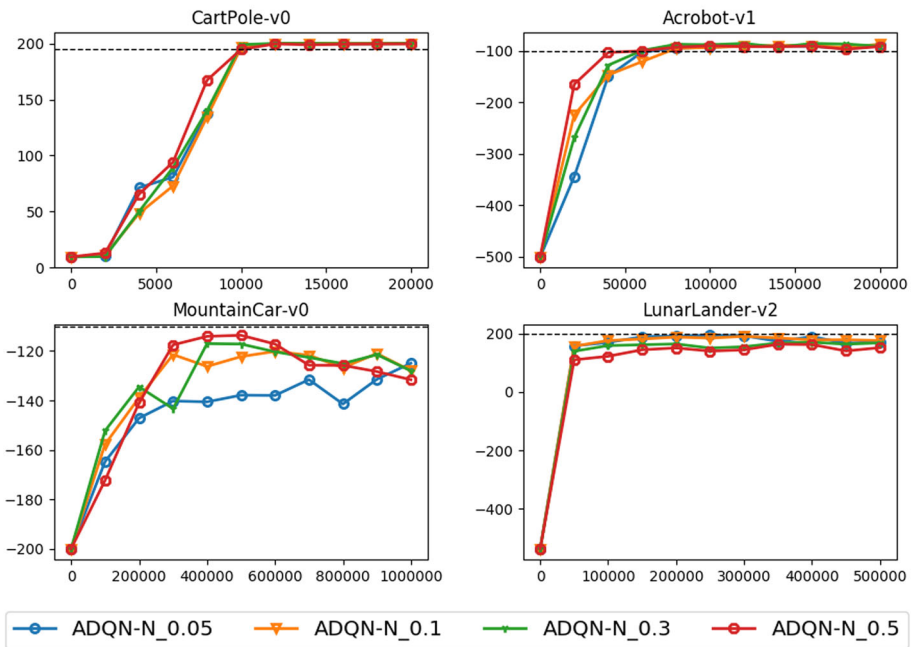 CartPole-v0
200
150
100
50
0
0 5000 10000 15000 20000
Acrobot-v1
−100
−200
−300
−400
−500
0 50000 100000 150000 200000
MountainCar-v0
−120
−140
−160
−180
−200
0 200000 400000 600000 800000 1000000
LunarLander-v2
200
0
−200
−400
0 100000 200000 300000 400000 500000
ADQN-N_0.05 ADQN-N_0.1 ADQN-N_0.3 ADQN-N_0.5